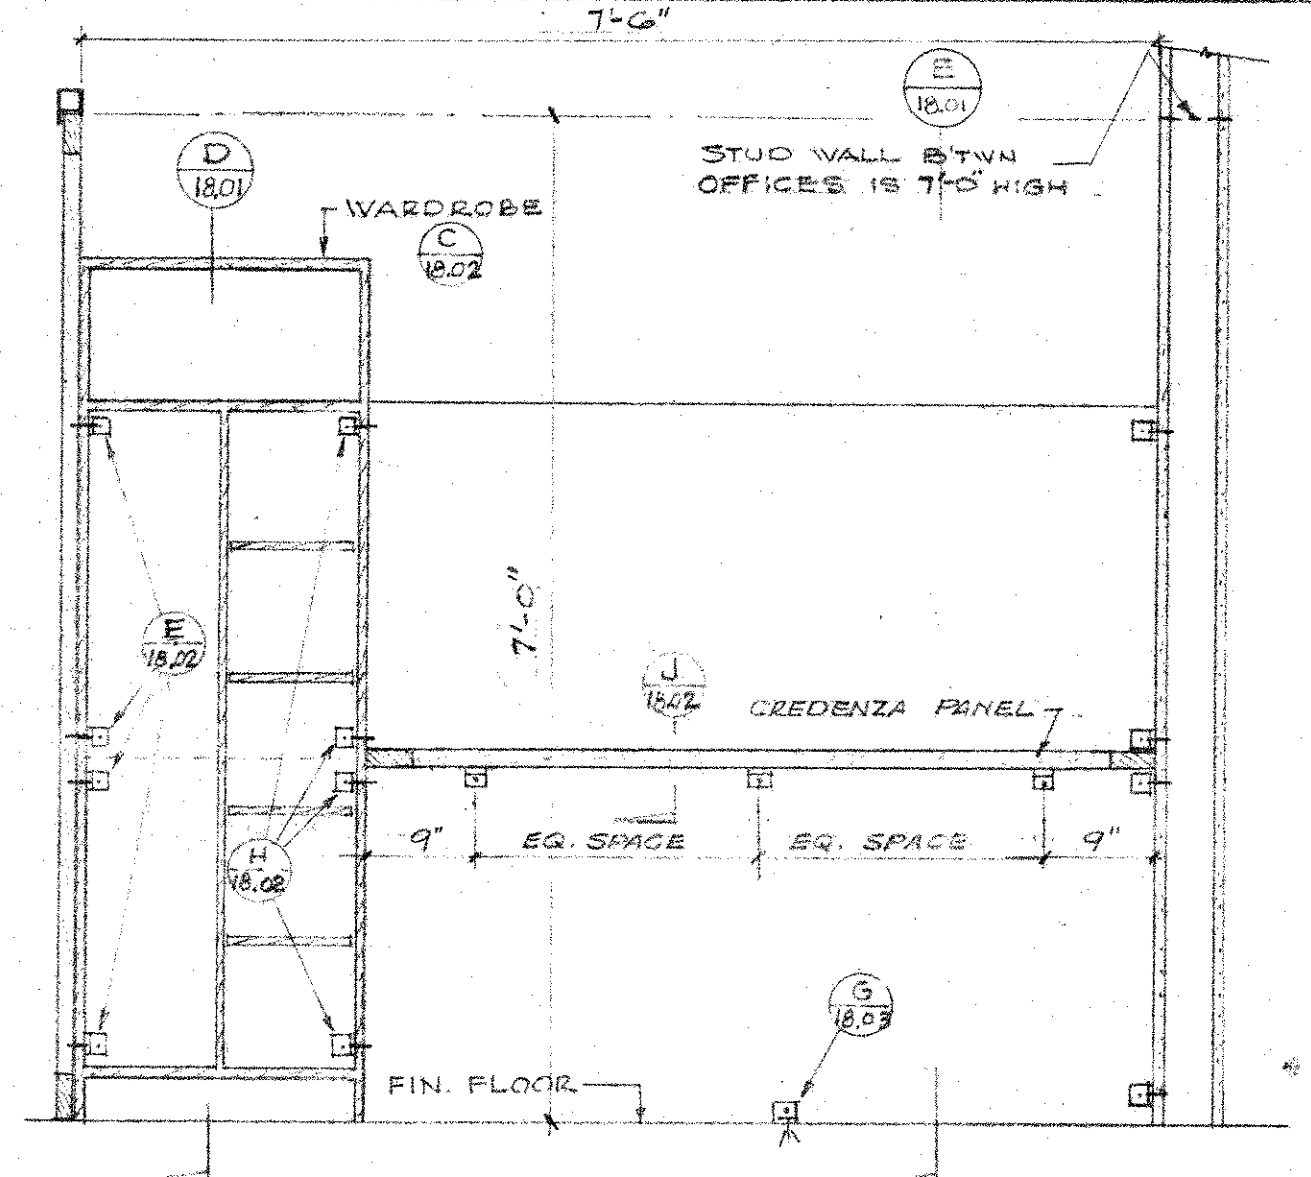 7'-6"
E
18.01
STUD WALL B'TWN
OFFICES IS 7'-0" HIGH
D
18.01
WARDROBE
C
18.02
7'-0"
18.02
J
18.02
CREDENZA PANEL
9"
EQ. SPACE
EQ. SPACE
9"
H
18.02
G
18.03
FIN. FLOOR